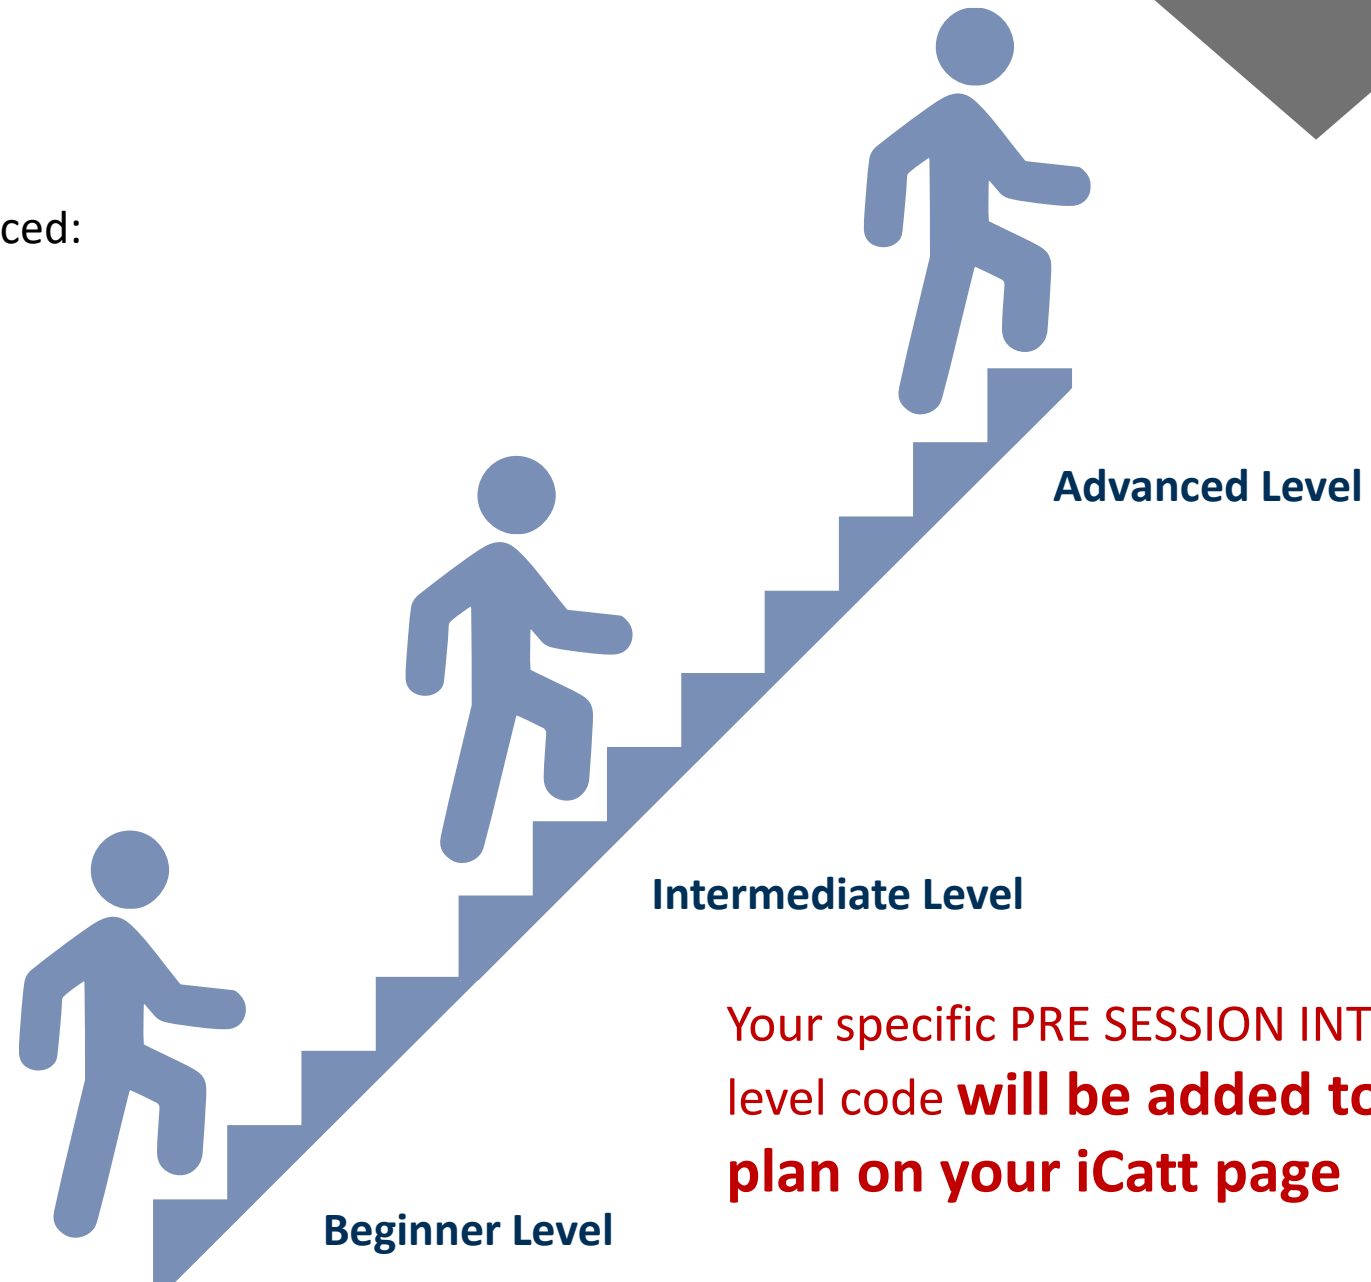 ced:
Advanced Level
Intermediate Level
Your specific PRE SESSION INT
level code will be added to
plan on your iCatt page
Beginner Level